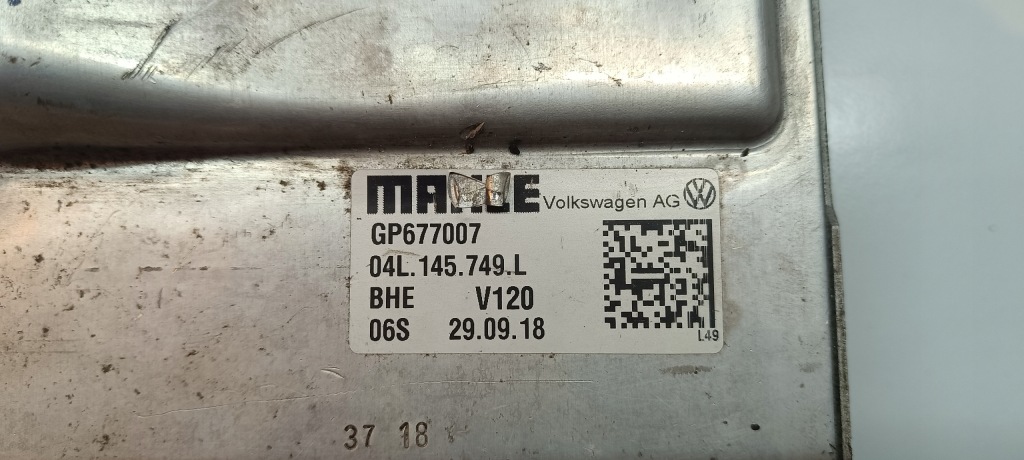 MAHLE Volkswagen AG
GP677007
04L.145.749.L
BHE V120
06S 29.09.18
L49
37 18